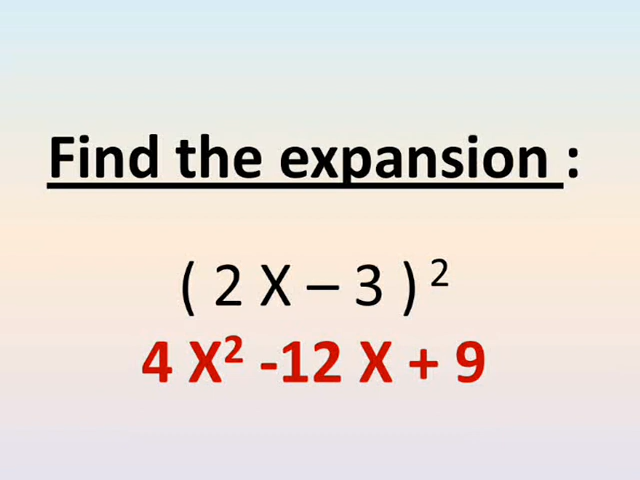 Find the expansion :
( 2 X – 3 ) ²
4 X² -12 X + 9